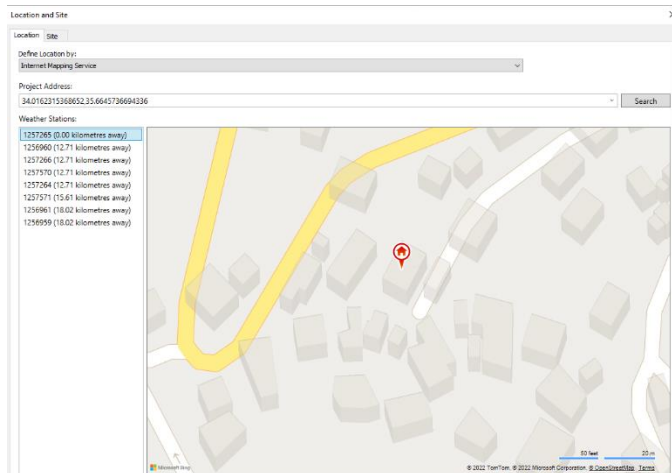 Location and Site
Location Site
Define Location by:
Internet Mapping Service
Project Address:
34.0162315368652,35.6645736694336
Search
Weather Stations:
1257265 (0.00 kilometres away)
1256960 (12.71 kilometres away)
1257266 (12.71 kilometres away)
1257570 (12.71 kilometres away)
1257264 (12.71 kilometres away)
1257571 (15.61 kilometres away)
1256961 (18.02 kilometres away)
1256959 (18.02 kilometres away)
50 feet 20 m
Microsoft Bing
© 2022 TomTom, © 2022 Microsoft Corporation, © OpenStreetMap Terms